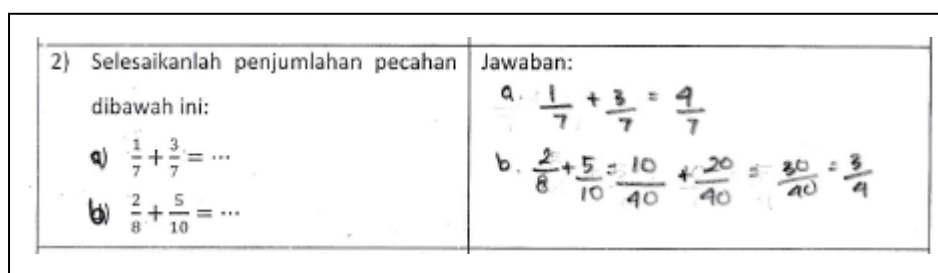 2) Selesaikanlah penjumlahan pecahan
dibawah ini:
a) 1/7 + 3/7 = ...
b) 2/8 + 5/10 = ...
Jawaban:
a. 1/7 + 3/7 = 4/7
b. 2/8 + 5/10 = 10/40 + 20/40 = 30/40 = 3/4